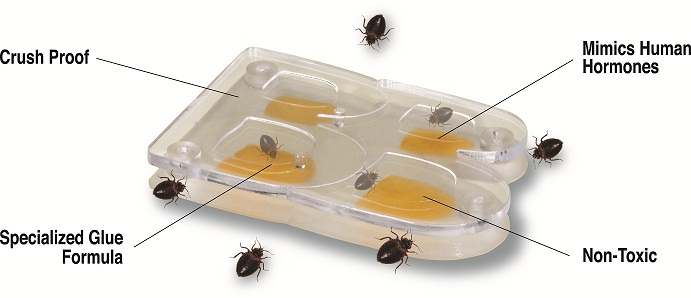 Crush Proof
Mimics Human
Hormones
Specialized Glue
Formula
Non-Toxic